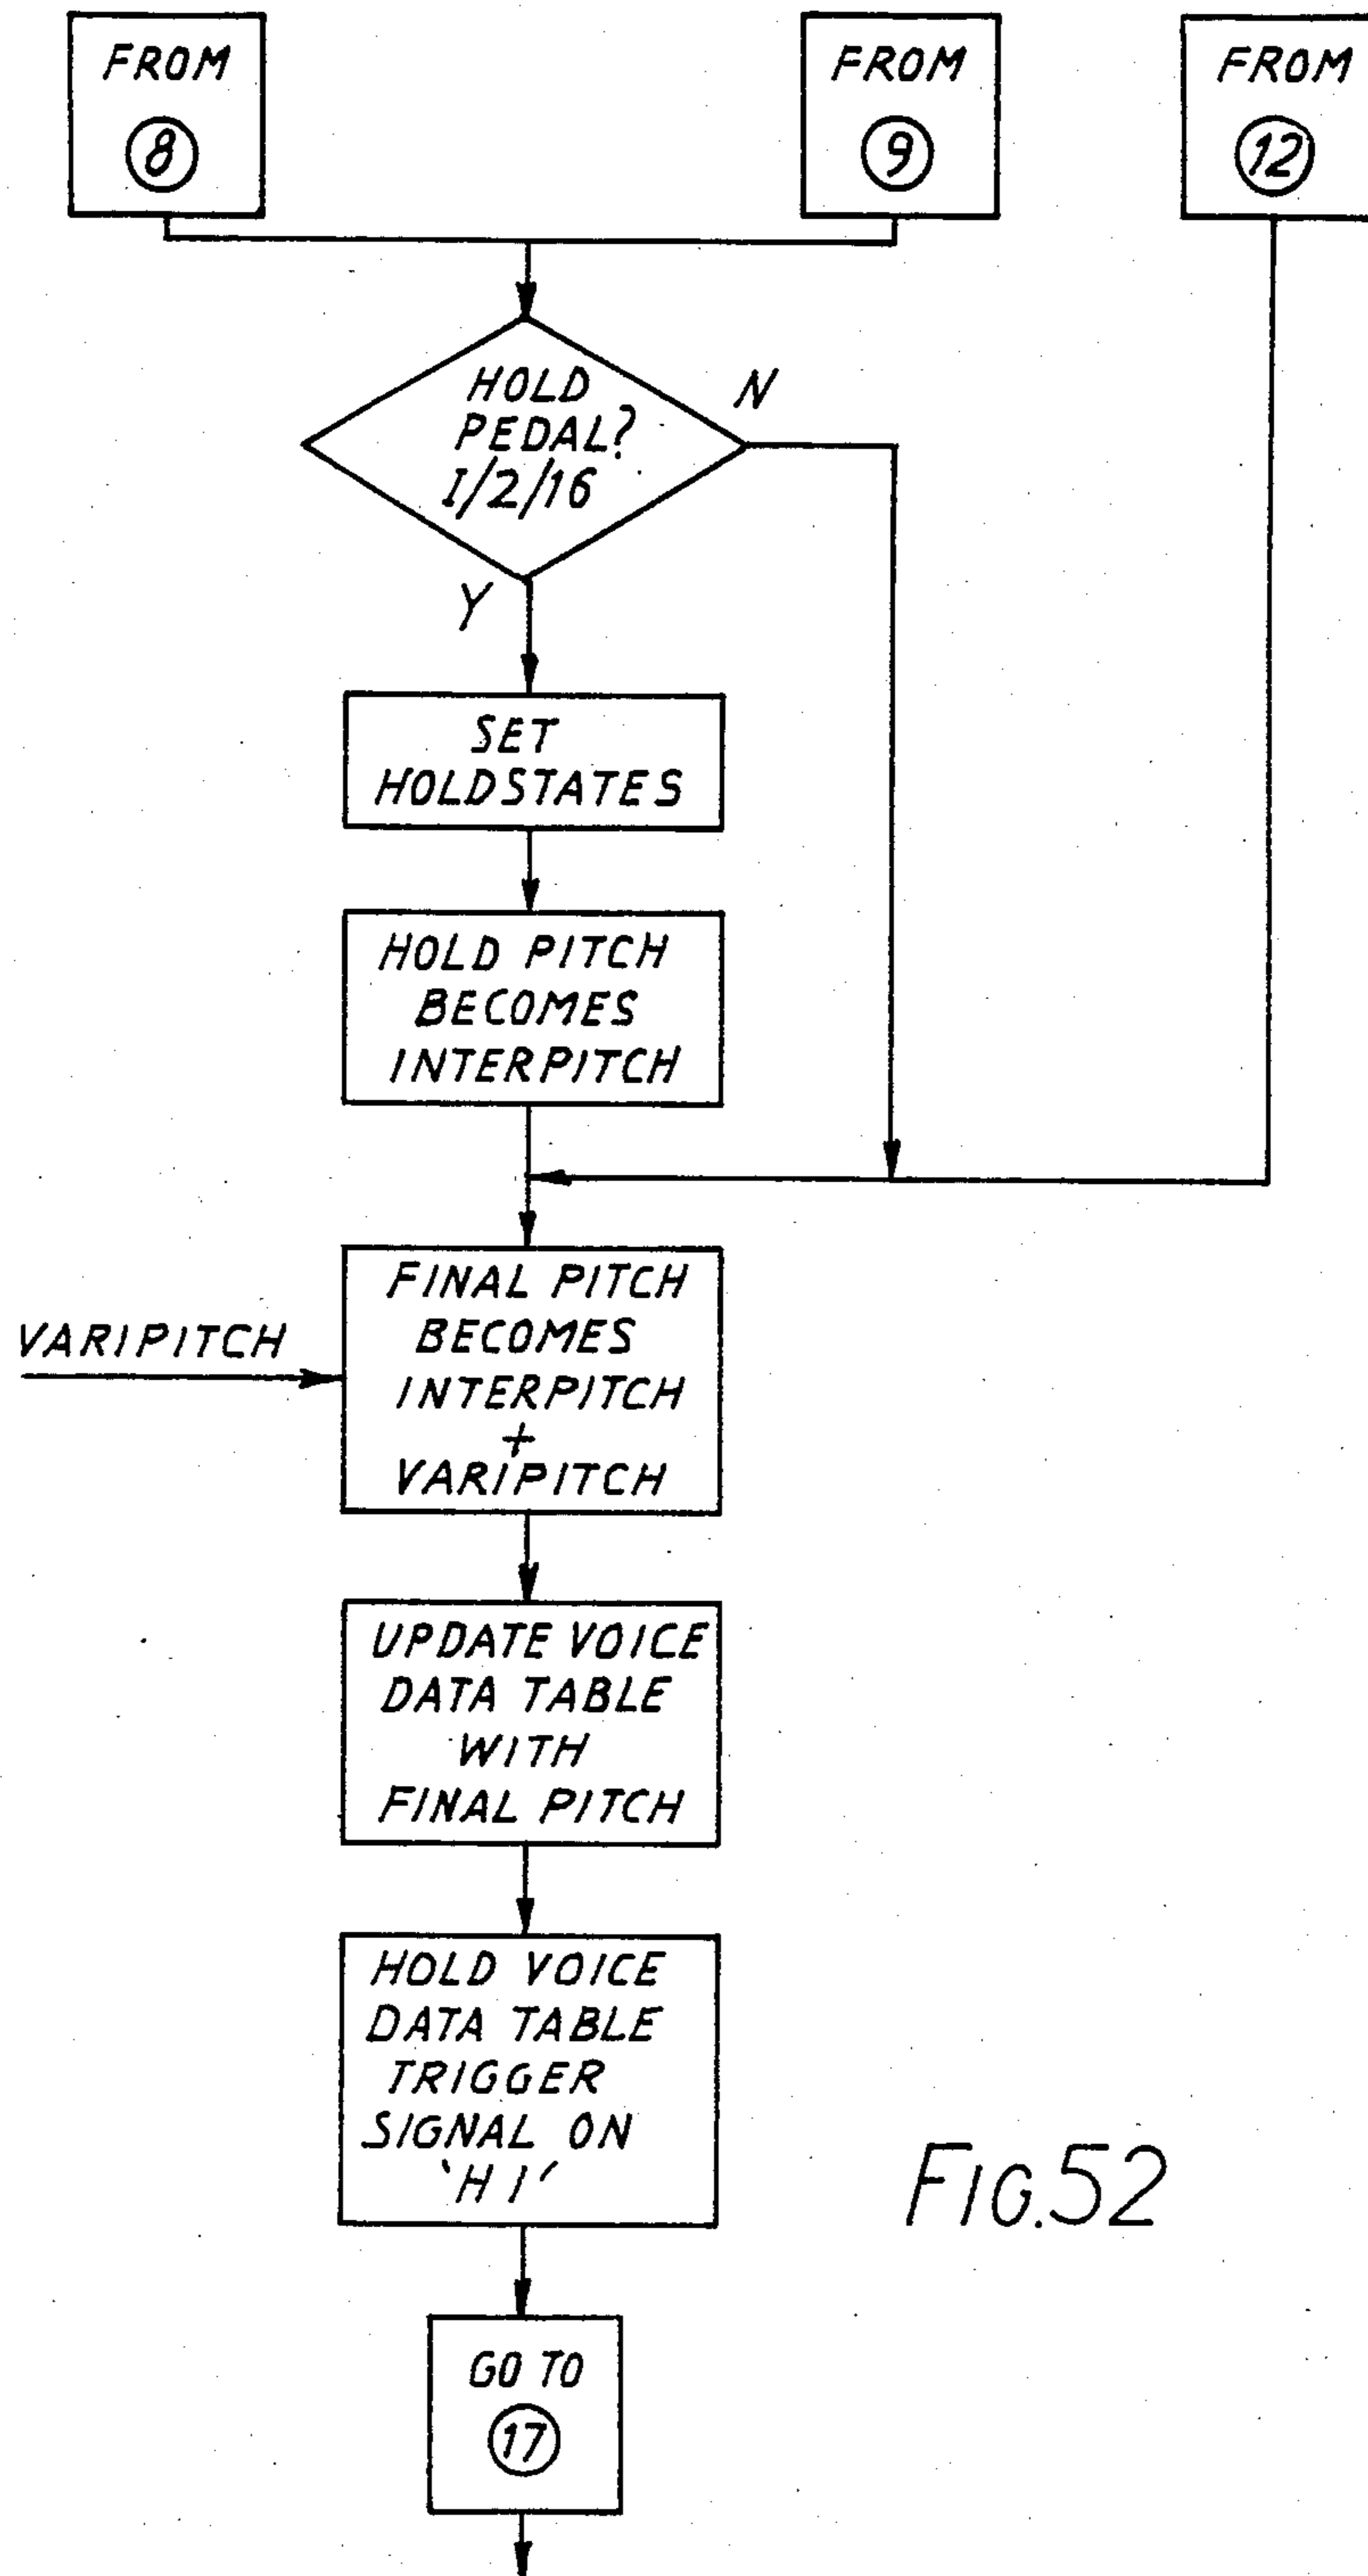 FROM
8
FROM
9
FROM
12
HOLD
PEDAL?
I/2/16
N
Y
SET
HOLDSTATES
HOLD PITCH
BECOMES
INTERPITCH
VARIPITCH
FINAL PITCH
BECOMES
INTERPITCH
+
VARIPITCH
UPDATE VOICE
DATA TABLE
WITH
FINAL PITCH
HOLD VOICE
DATA TABLE
TRIGGER
SIGNAL ON
'HI'
FIG.52
GO TO
17